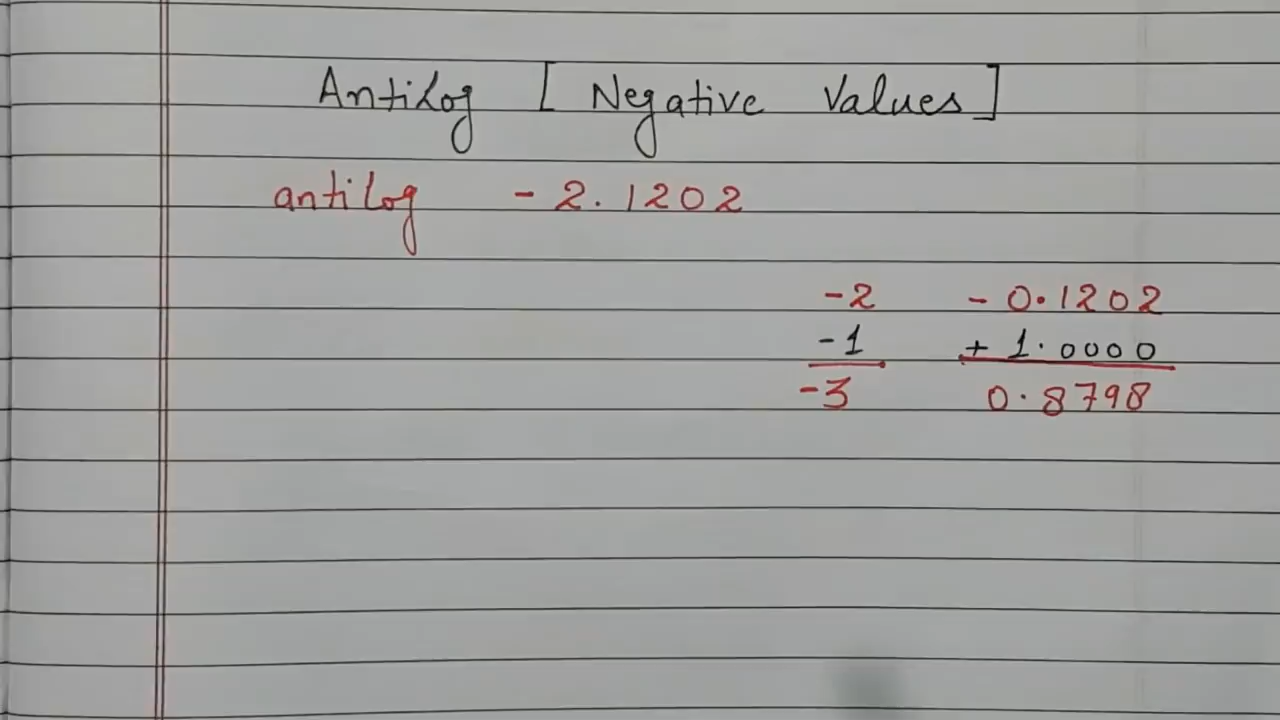 Antilog [ Negative Values ]
antilog - 2.1202
-2 - 0.1202
-1 + 1.0000
-3 0.8798